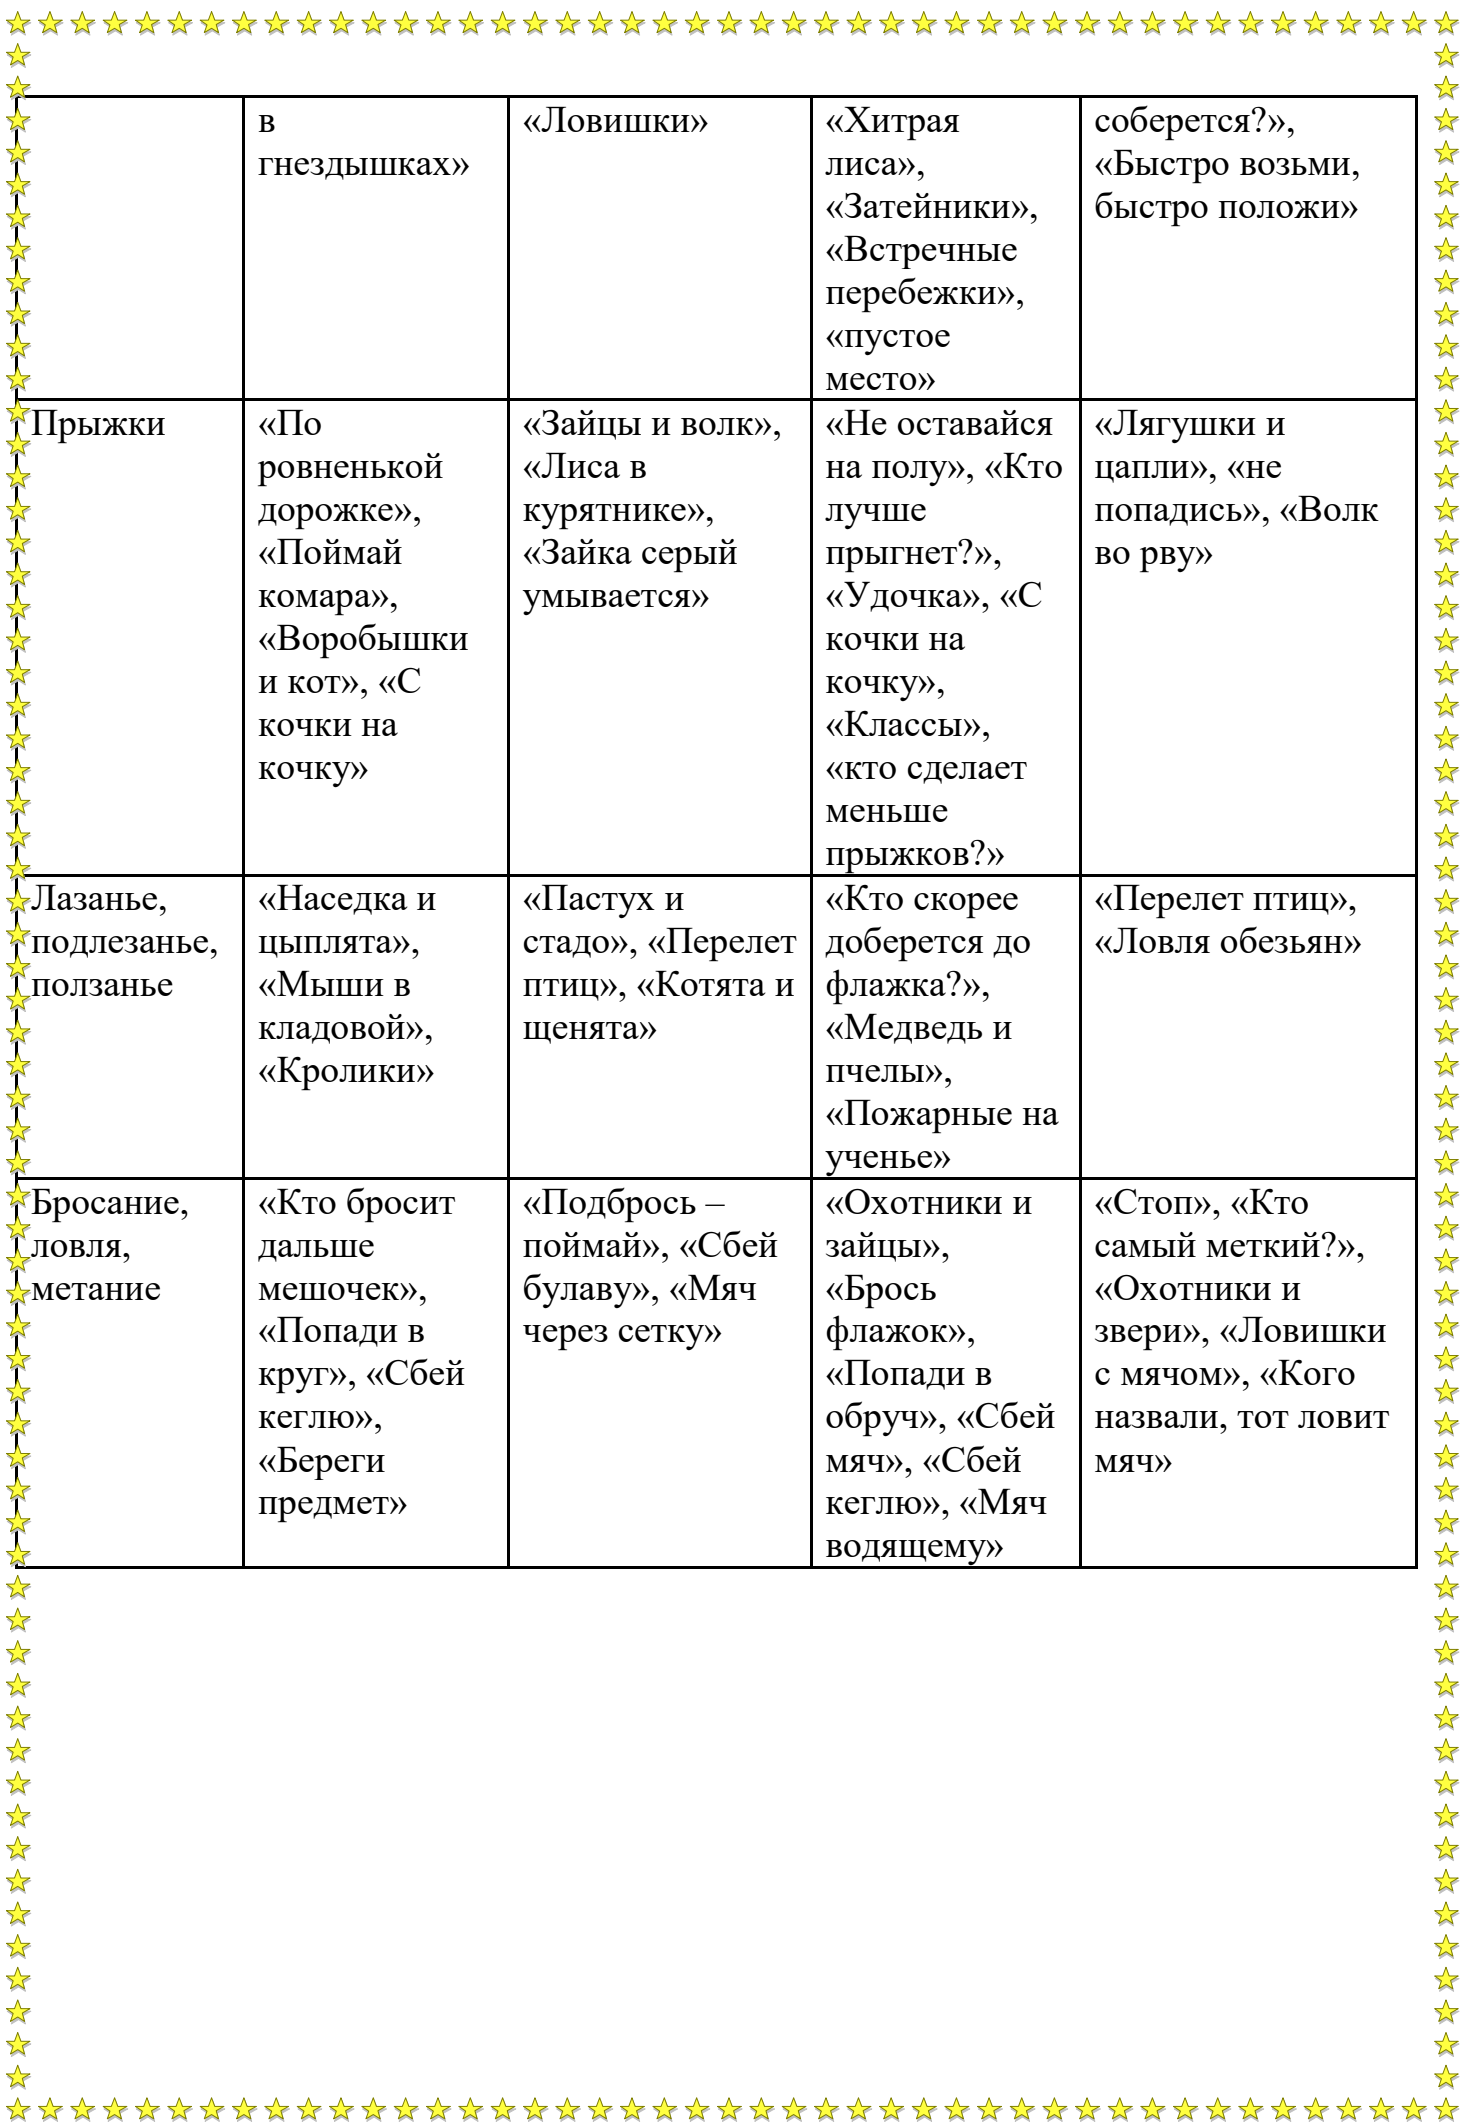 в
гнездышках»
«Ловишки»
«Хитрая
лиса»,
«Затейники»,
«Встречные
перебежки»,
«пустое
место»
соберется?»,
«Быстро возьми,
быстро положи»
Прыжки
«По
ровненькой
дорожке»,
«Поймай
комара»,
«Воробышки
и кот», «С
кочки на
кочку»
«Зайцы и волк»,
«Лиса в
курятнике»,
«Зайка серый
умывается»
«Не оставайся
на полу», «Кто
лучше
прыгнет?»,
«Удочка», «С
кочки на
кочку»,
«Классы»,
«кто сделает
меньше
прыжков?»
«Лягушки и
цапли», «не
попадись», «Волк
во рву»
Лазанье,
подлезанье,
ползанье
«Наседка и
цыплята»,
«Мыши в
кладовой»,
«Кролики»
«Пастух и
стадо», «Перелет
птиц», «Котята и
щенята»
«Кто скорее
доберется до
флажка?»,
«Медведь и
пчелы»,
«Пожарные на
ученье»
«Перелет птиц»,
«Ловля обезьян»
Бросание,
ловля,
метание
«Кто бросит
дальше
мешочек»,
«Попади в
круг», «Сбей
кеглю»,
«Береги
предмет»
«Подбрось –
поймай», «Сбей
булаву», «Мяч
через сетку»
«Охотники и
зайцы»,
«Брось
флажок»,
«Попади в
обруч», «Сбей
мяч», «Сбей
кеглю», «Мяч
водящему»
«Стоп», «Кто
самый меткий?»,
«Охотники и
звери», «Ловишки
с мячом», «Кого
назвали, тот ловит
мяч»